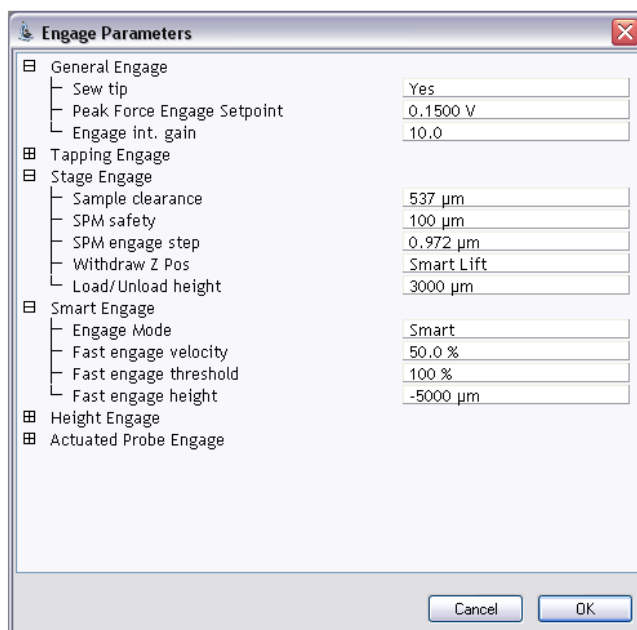 Engage Parameters
General Engage
Sew tip Yes
Peak Force Engage Setpoint 0.1500 V
Engage int. gain 10.0
Tapping Engage
Stage Engage
Sample clearance 537 µm
SPM safety 100 µm
SPM engage step 0.972 µm
Withdraw Z Pos Smart Lift
Load/Unload height 3000 µm
Smart Engage
Engage Mode Smart
Fast engage velocity 50.0 %
Fast engage threshold 100 %
Fast engage height -5000 µm
Height Engage
Actuated Probe Engage
Cancel OK